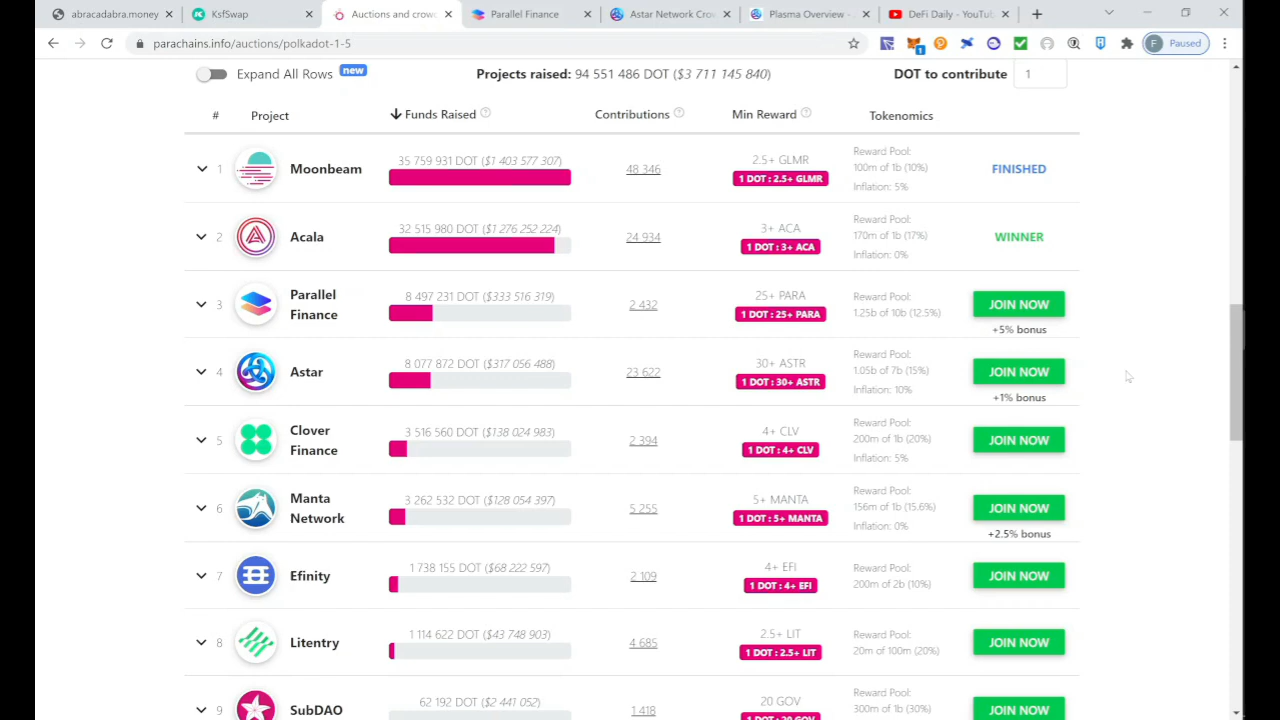 abracadabra.money
KsfSwap
Auctions and crow
Parallel Finance
Astar Network Cro
Plasma Overview -
DeFi Daily - YouTu
parachains.info/auctions/polkadot-1-5
1
F
Paused
Expand All Rows
new
Projects raised: 94 551 486 DOT ($3 711 145 840)
DOT to contribute
1
#
Project
Funds Raised
Contributions
Min Reward
Tokenomics
1
Moonbeam
35 759 931 DOT ($1 403 577 307)
48 346
2.5+ GLMR
1 DOT : 2.5+ GLMR
Reward Pool:
100m of 1b (10%)
Inflation: 5%
FINISHED
2
Acala
32 515 980 DOT ($1 276 252 224)
24 934
3+ ACA
1 DOT : 3+ ACA
Reward Pool:
170m of 1b (17%)
Inflation: 0%
WINNER
3
Parallel
Finance
8 497 231 DOT ($333 516 319)
2 432
25+ PARA
1 DOT : 25+ PARA
Reward Pool:
1.25b of 10b (12.5%)
JOIN NOW
+5% bonus
4
Astar
8 077 872 DOT ($317 056 488)
23 622
30+ ASTR
1 DOT : 30+ ASTR
Reward Pool:
1.05b of 7b (15%)
Inflation: 10%
JOIN NOW
+1% bonus
5
Clover
Finance
3 516 560 DOT ($138 024 983)
2 394
4+ CLV
1 DOT : 4+ CLV
Reward Pool:
200m of 1b (20%)
Inflation: 5%
JOIN NOW
6
Manta
Network
3 262 532 DOT ($128 054 397)
5 255
5+ MANTA
1 DOT : 5+ MANTA
Reward Pool:
156m of 1b (15.6%)
Inflation: 0%
JOIN NOW
+2.5% bonus
7
Efinity
1 738 155 DOT ($68 222 597)
2 109
4+ EFI
1 DOT : 4+ EFI
Reward Pool:
200m of 2b (10%)
JOIN NOW
8
Litentry
1 114 622 DOT ($43 748 903)
4 685
2.5+ LIT
1 DOT : 2.5+ LIT
Reward Pool:
20m of 100m (20%)
JOIN NOW
9
SubDAO
62 192 DOT ($2 441 052)
1 418
20 GOV
1 DOT : 20 GOV
Reward Pool:
300m of 1b (30%)
JOIN NOW